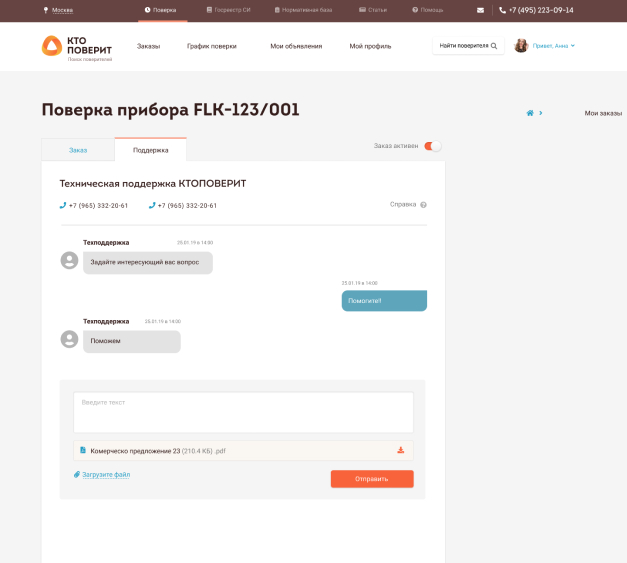 Москва
Поверка
Госреестр СИ
Нормативная база
Статьи
Помощь
+7 (495) 223-09-14
КТО
ПОВЕРИТ
Поиск поверителей
Заказы
График поверки
Мои объявления
Мой профиль
Найти поверителя
Привет, Анна
Поверка прибора FLK-123/001
Мои заказы
Заказ
Поддержка
Заказ активен
Техническая поддержка КТОПОВЕРИТ
+7 (965) 332-20-61
+7 (965) 332-20-61
Справка
Техподдержка
25.01.19 в 14:00
Задайте интересующий вас вопрос
25.01.19 в 14:00
Помогите!!
Техподдержка
25.01.19 в 14:00
Поможем
Введите текст
Комерческо предложение 23 (210.4 КБ) .pdf
Загрузите файл
Отправить